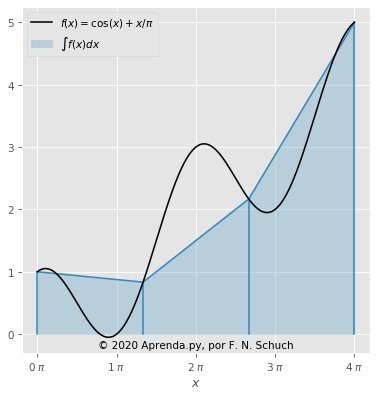 f(x) = cos(x) + x/π
∫f(x)dx
5
4
3
2
1
0
© 2020 Aprenda.py, por F. N. Schuch
0 π 1 π 2 π 3 π 4 π
x